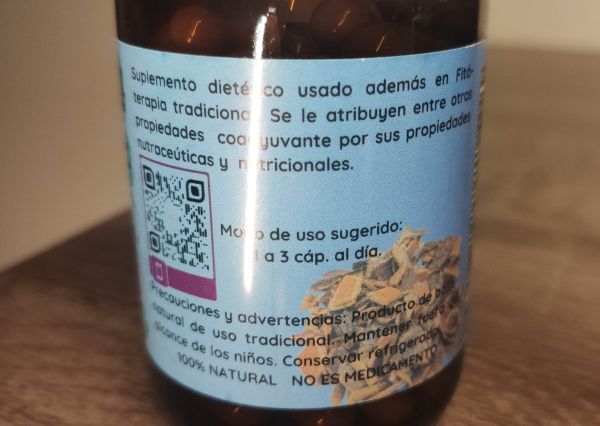 Suplemento dietético usado además en Fito-
terapia tradicional. Se le atribuyen entre otras
propiedades coadyuvante por sus propiedades
nutraceúticas y nutricionales.
Modo de uso sugerido:
1 a 3 cáp. al día.
Precauciones y advertencias: Producto de base
natural de uso tradicional. Mantener fuera del
alcance de los niños. Conservar refrigerado
100% NATURAL NO ES MEDICAMENTO